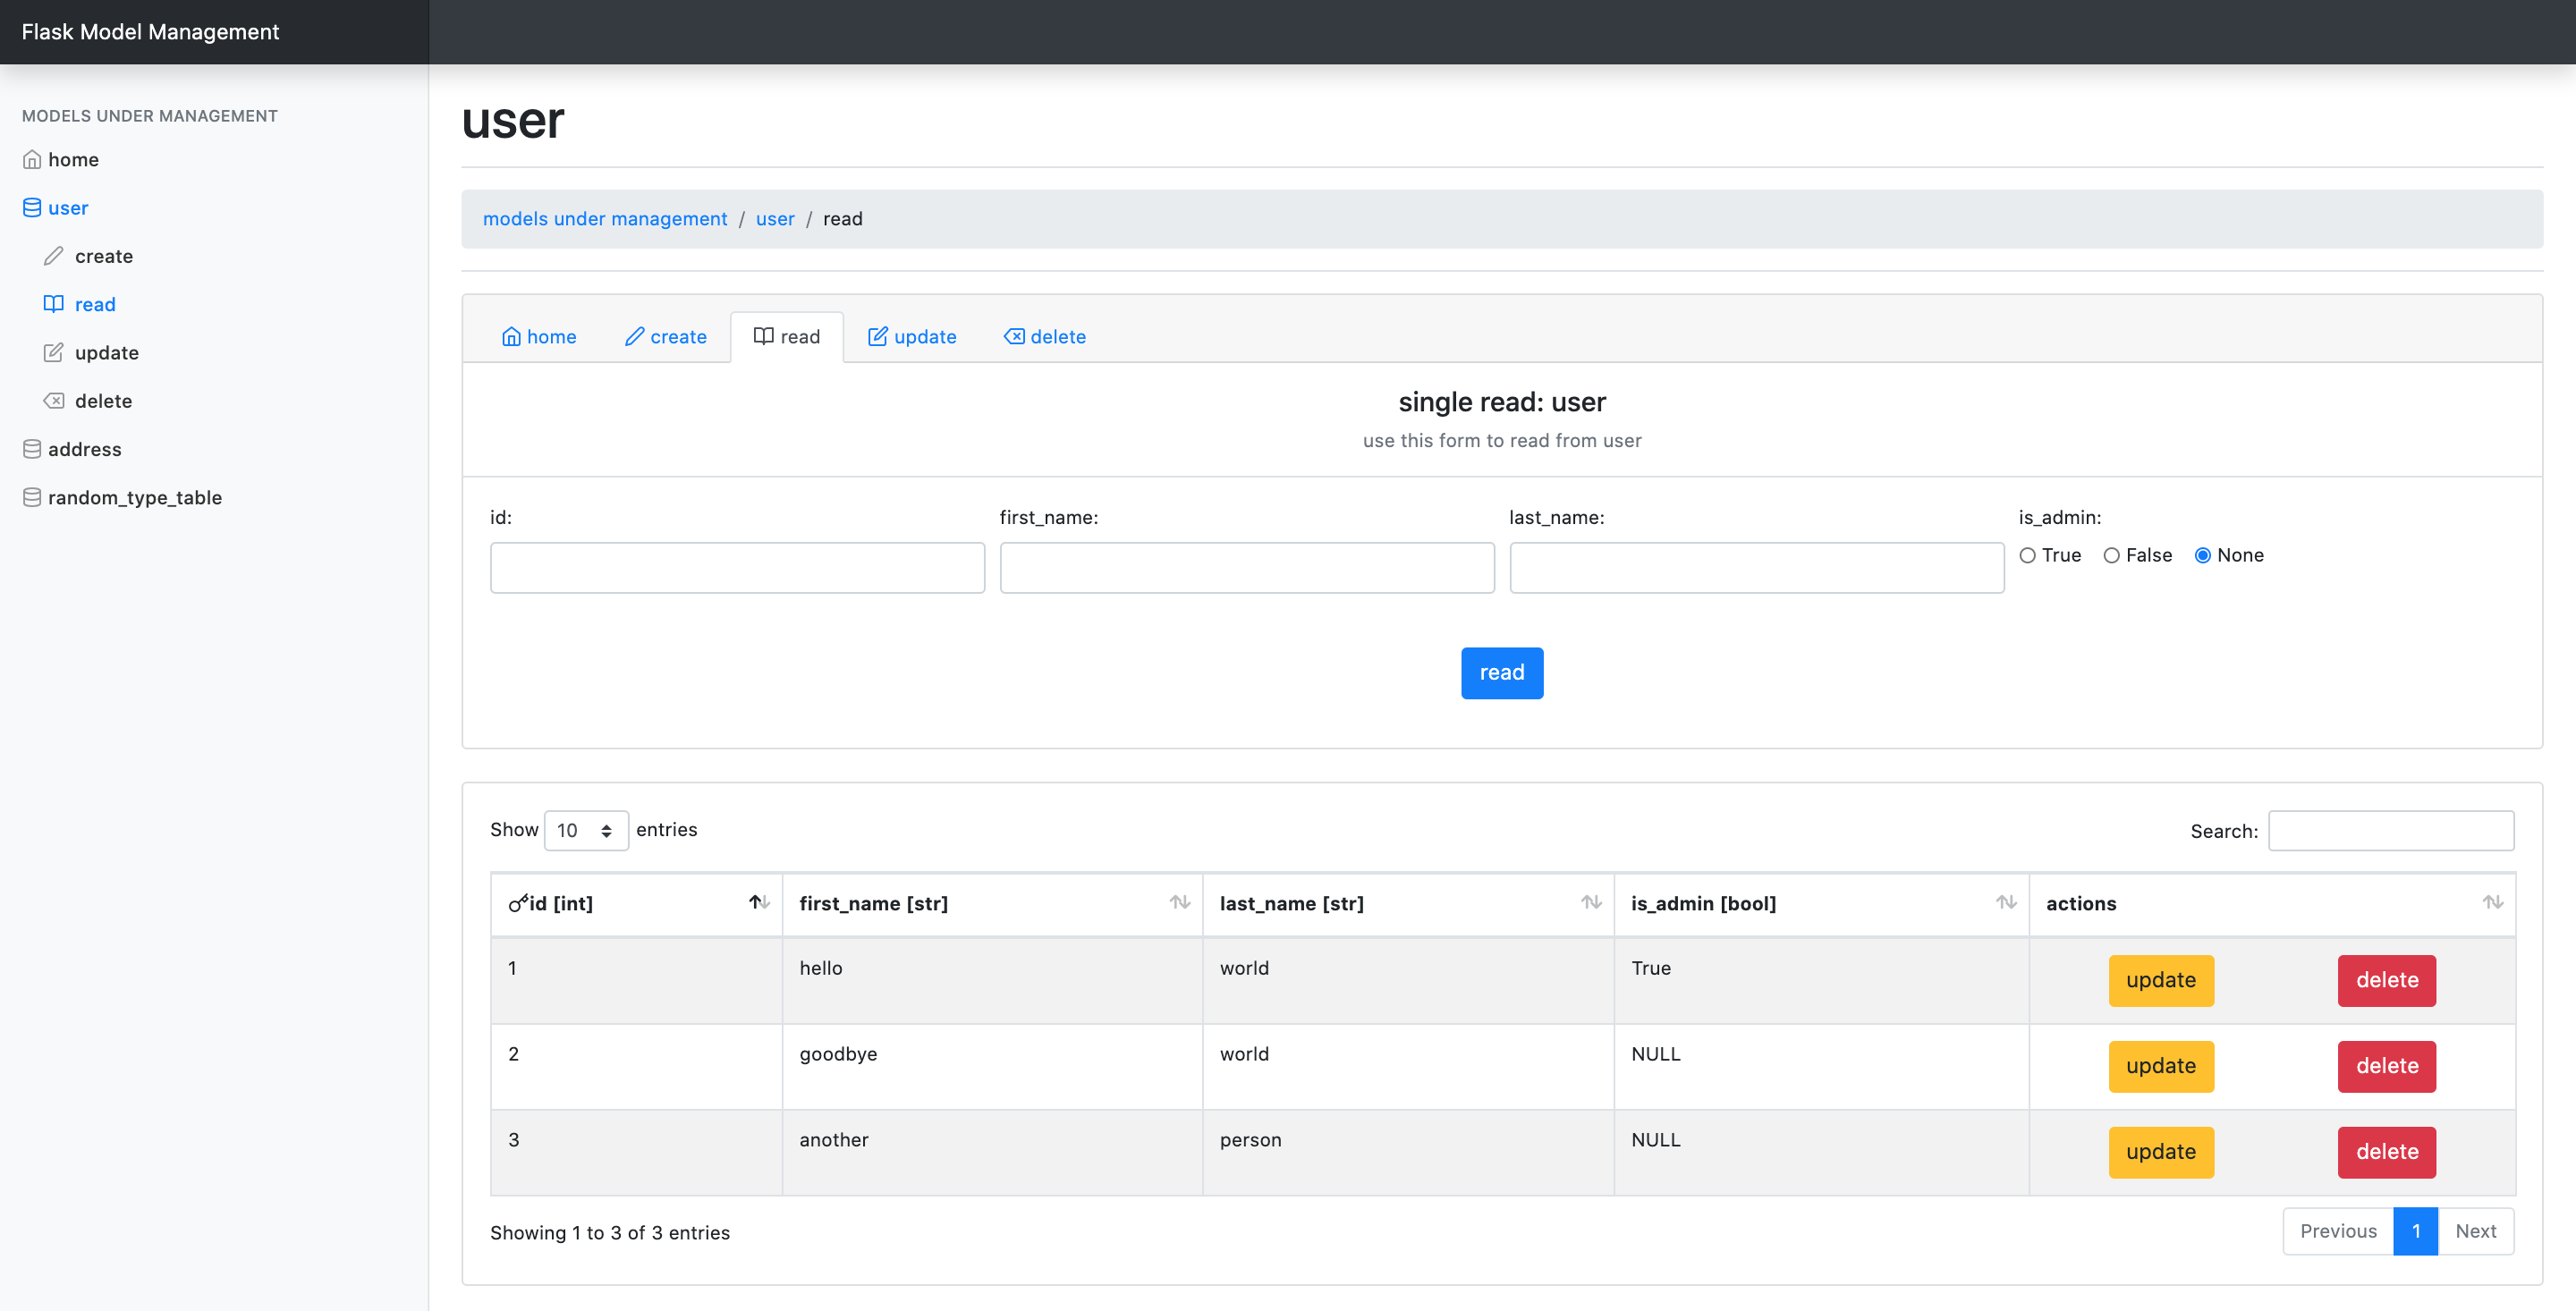 Flask Model Management
MODELS UNDER MANAGEMENT
home
user
create
read
update
delete
address
random_type_table
user
models under management / user / read
home create read update delete
single read: user
use this form to read from user
id: first_name: last_name: is_admin:
True False None
read
Show 10 entries Search:
id [int] first_name [str] last_name [str] is_admin [bool] actions
1 hello world True update delete
2 goodbye world NULL update delete
3 another person NULL update delete
Showing 1 to 3 of 3 entries Previous 1 Next